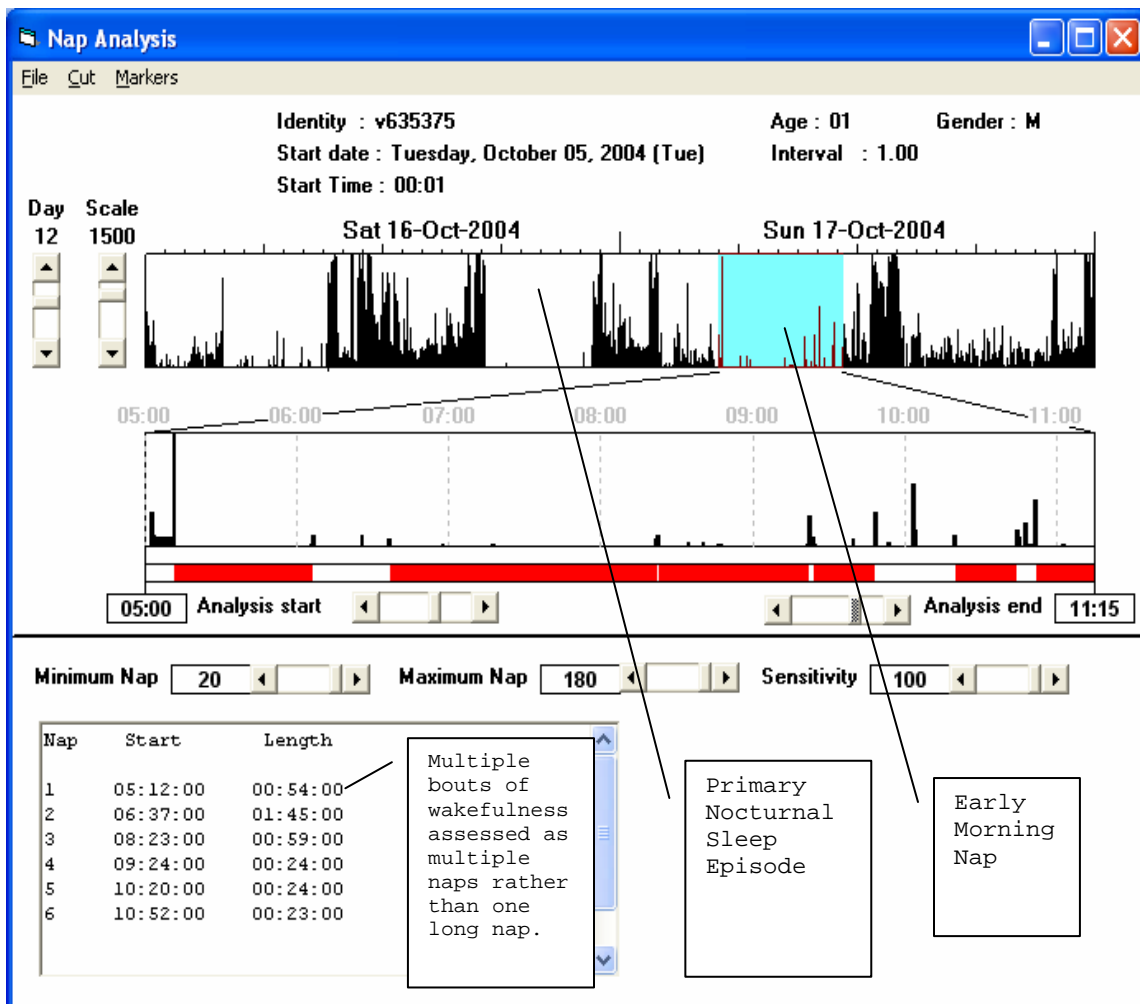 Nap Analysis
File Cut Markers
Identity : v635375 Age : 01 Gender : M
Start date : Tuesday, October 05, 2004 (Tue) Interval : 1.00
Start Time : 00:01
Day Scale
12 1500
Sat 16-Oct-2004 Sun 17-Oct-2004
05:00 06:00 07:00 08:00 09:00 10:00 11:00
05:00 Analysis start Analysis end 11:15
Minimum Nap 20 Maximum Nap 180 Sensitivity 100
Nap Start Length
1 05:12:00 00:54:00
2 06:37:00 01:45:00
3 08:23:00 00:59:00
4 09:24:00 00:24:00
5 10:20:00 00:24:00
6 10:52:00 00:23:00
Multiple
bouts of
wakefulness
assessed as
multiple
naps rather
than one
long nap.
Primary
Nocturnal
Sleep
Episode
Early
Morning
Nap